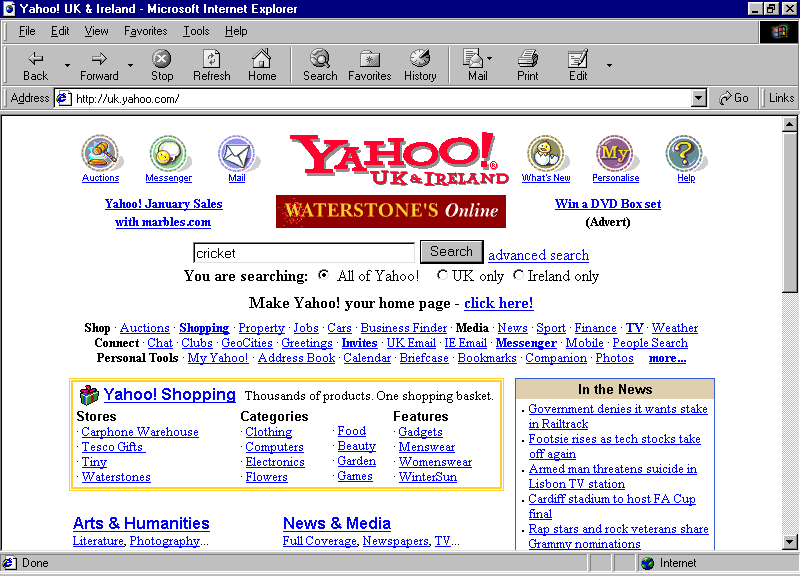 Yahoo! UK & Ireland - Microsoft Internet Explorer
File Edit View Favorites Tools Help
Back Forward Stop Refresh Home Search Favorites History Mail Print Edit
Address http://uk.yahoo.com/ Go Links
YAHOO!® UK & IRELAND
Auctions Messenger Mail My ? What's New Personalise Help
Yahoo! January Sales
with marbles.com
WATERSTONE'S Online
Win a DVD Box set
(Advert)
cricket Search advanced search
You are searching: All of Yahoo! UK only Ireland only
Make Yahoo! your home page - click here!
Shop · Auctions · Shopping · Property · Jobs · Cars · Business Finder · Media · News · Sport · Finance · TV · Weather
Connect · Chat · Clubs · GeoCities · Greetings · Invites · UK Email · IE Email · Messenger · Mobile · People Search
Personal Tools · My Yahoo! · Address Book · Calendar · Briefcase · Bookmarks · Companion · Photos more...
Yahoo! Shopping Thousands of products. One shopping basket.
Stores Categories Features
· Carphone Warehouse · Clothing · Food · Gadgets
· Tesco Gifts · Computers · Beauty · Menswear
· Tiny · Electronics · Garden · Womenswear
· Waterstones · Flowers · Games · WinterSun
In the News
· Government denies it wants stake
in Railtrack
· Footsie rises as tech stocks take
off again
· Armed man threatens suicide in
Lisbon TV station
· Cardiff stadium to host FA Cup
final
· Rap stars and rock veterans share
Grammy nominations
Arts & Humanities News & Media
Literature, Photography... Full Coverage, Newspapers, TV...
Done Internet